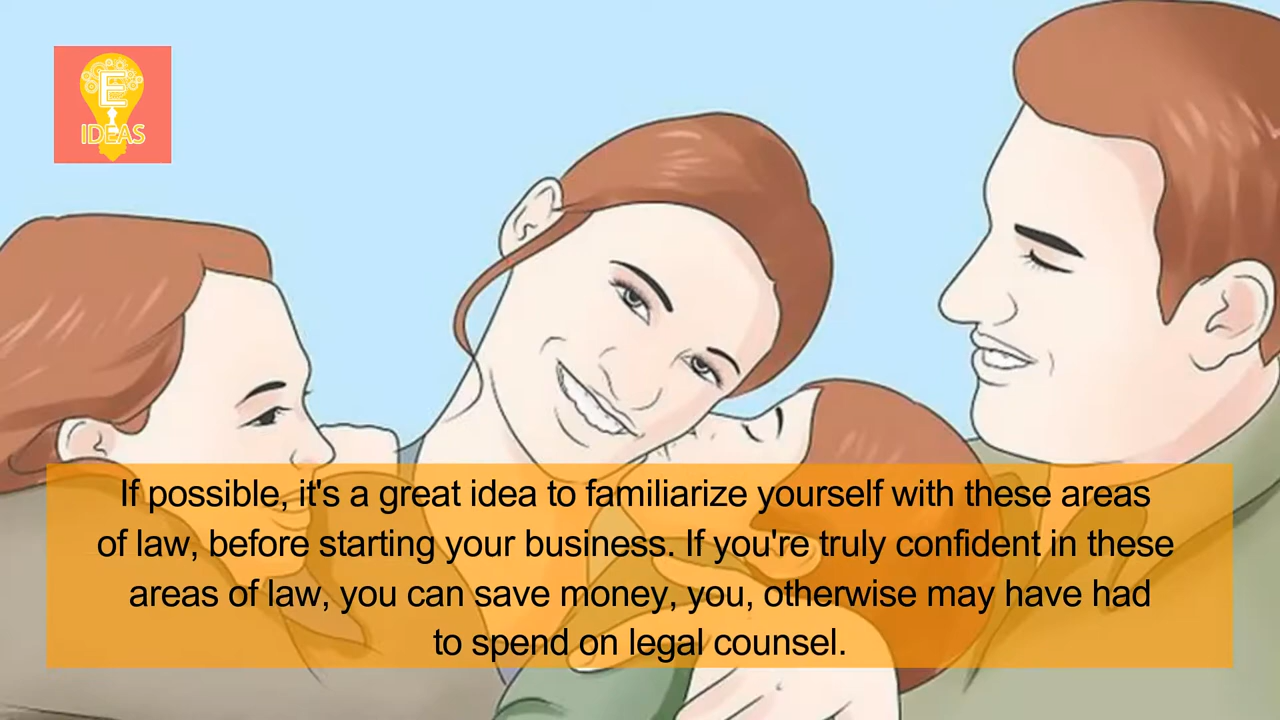 E
IDEAS
If possible, it's a great idea to familiarize yourself with these areas
of law, before starting your business. If you're truly confident in these
areas of law, you can save money, you, otherwise may have had
to spend on legal counsel.